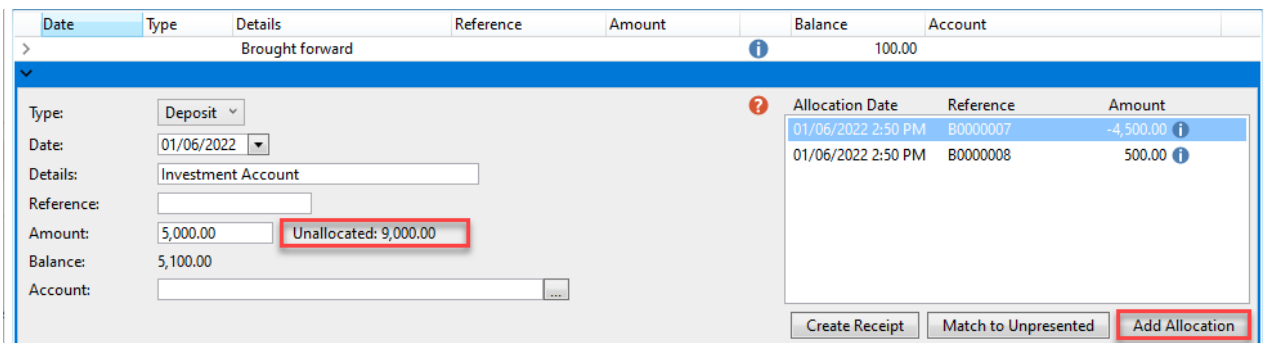 Date Type Details Reference Amount Balance Account
Brought forward 100.00
Type: Deposit
Date: 01/06/2022
Details: Investment Account
Reference:
Amount: 5,000.00 Unallocated: 9,000.00
Balance: 5,100.00
Account: ...
Allocation Date Reference Amount
01/06/2022 2:50 PM B0000007 -4,500.00
01/06/2022 2:50 PM B0000008 500.00
Create Receipt Match to Unpresented Add Allocation